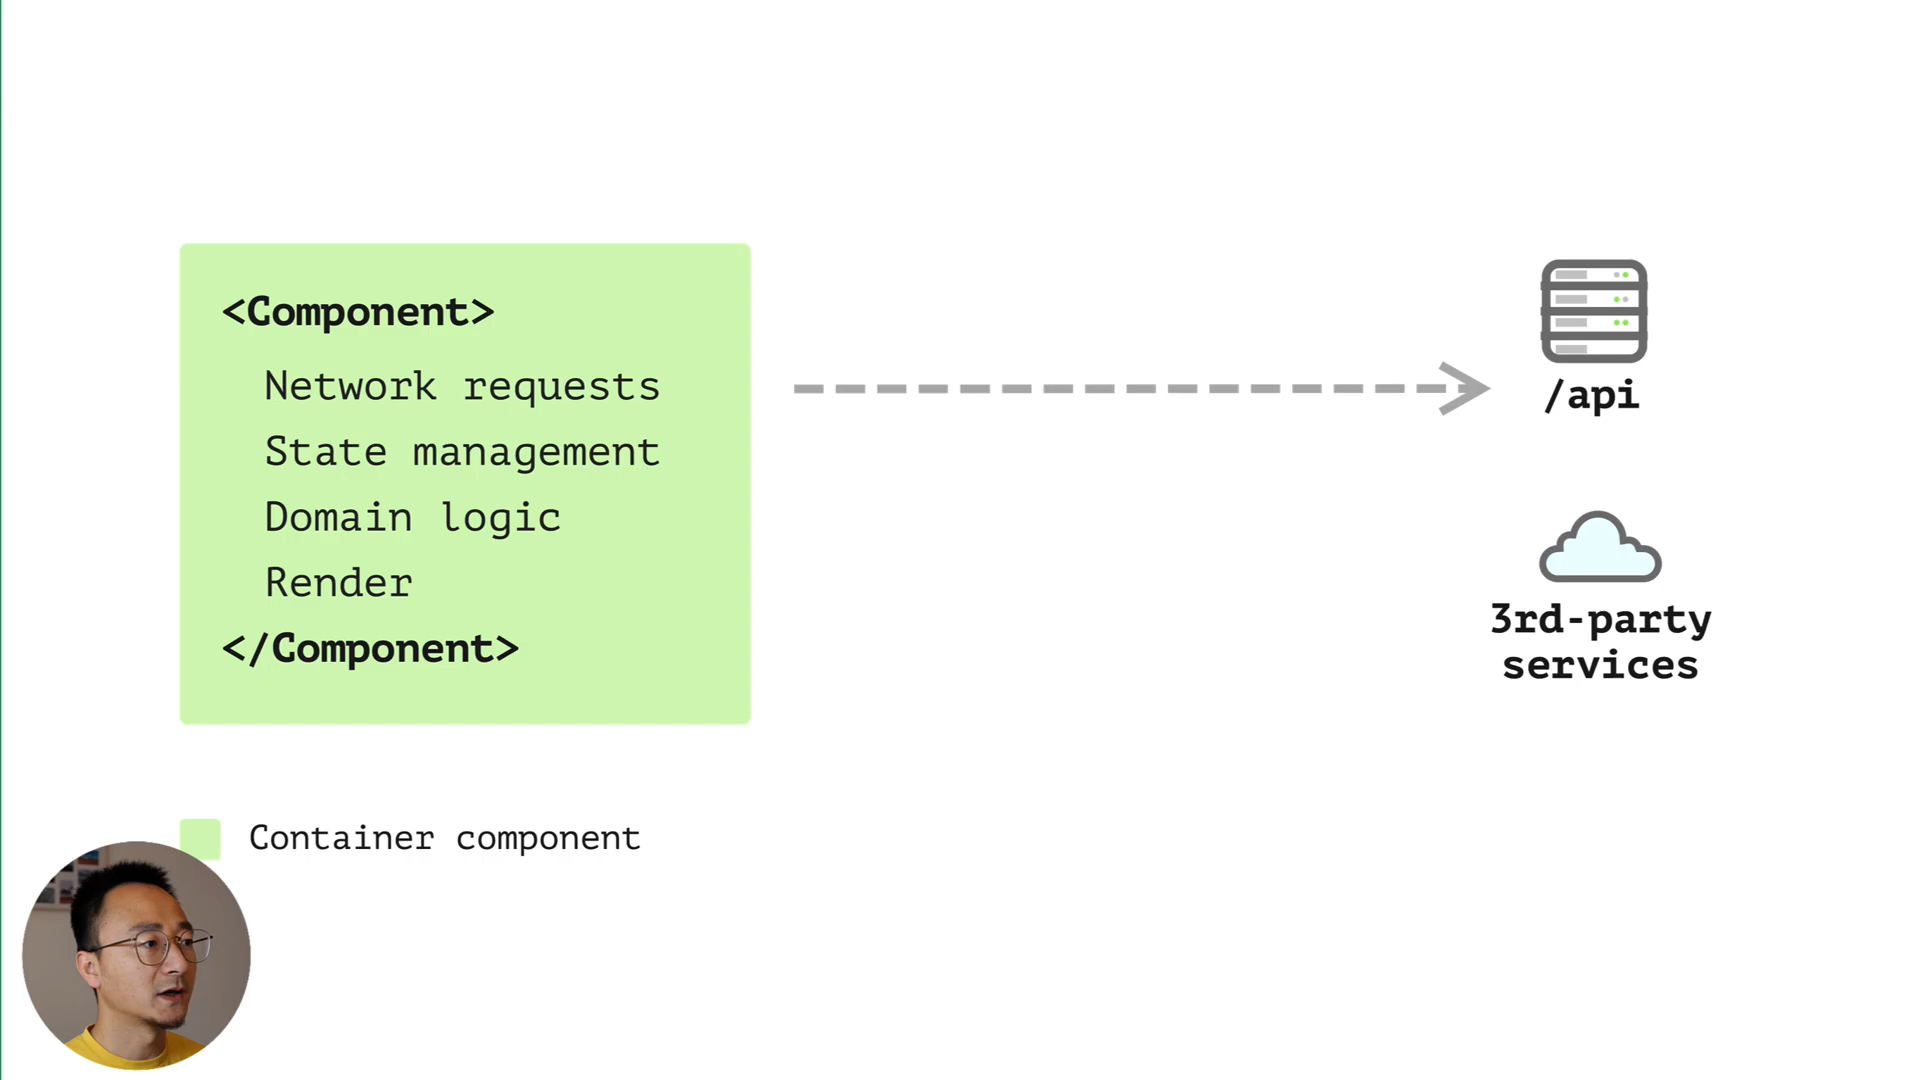 <Component>
Network requests
State management
Domain logic
Render
</Component>
/api
3rd-party
services
Container component